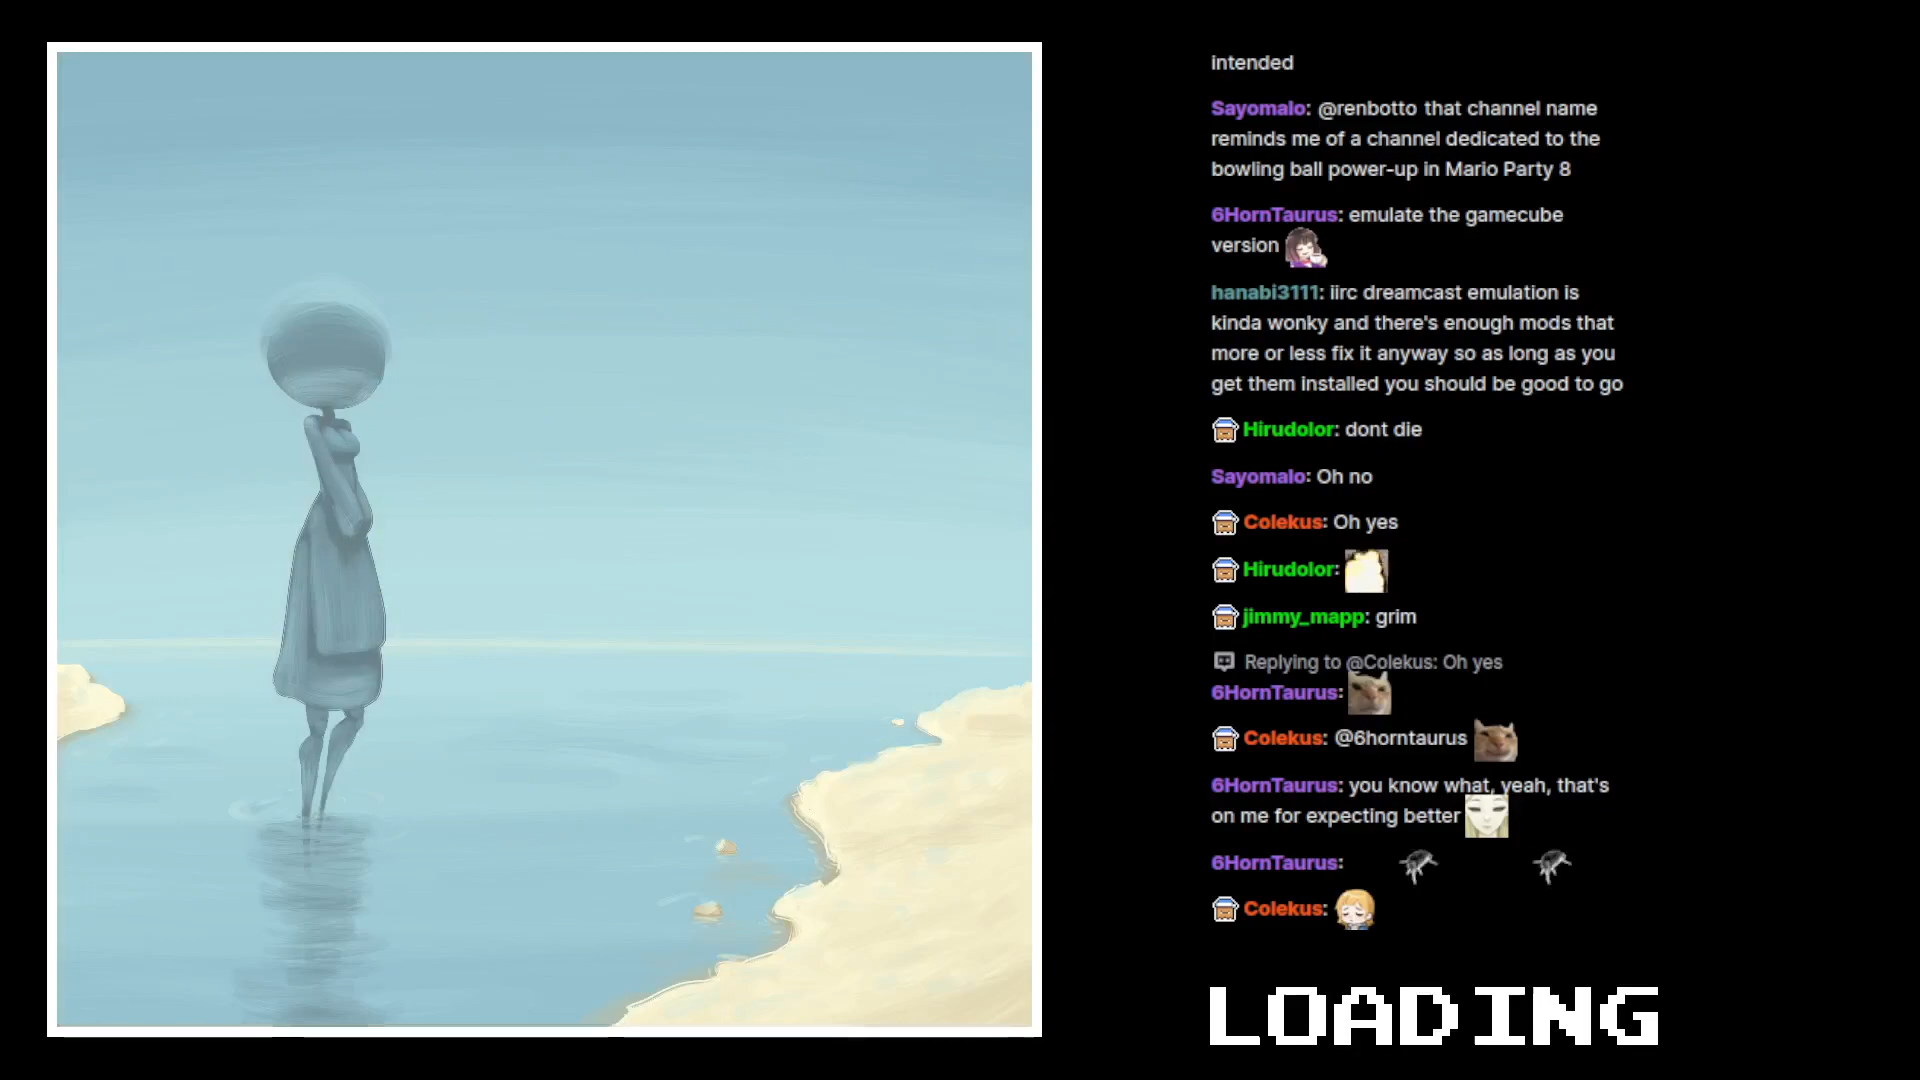 intended
Sayomalo: @renbotto that channel name
reminds me of a channel dedicated to the
bowling ball power-up in Mario Party 8
6HornTaurus: emulate the gamecube
version
hanabi3111: iirc dreamcast emulation is
kinda wonky and there's enough mods that
more or less fix it anyway so as long as you
get them installed you should be good to go
Hirudolor: dont die
Sayomalo: Oh no
Colekus: Oh yes
Hirudolor:
jimmy_mapp: grim
Replying to @Colekus: Oh yes
6HornTaurus:
Colekus: @6horntaurus
6HornTaurus: you know what, yeah, that's
on me for expecting better
6HornTaurus:
Colekus:
LOADING